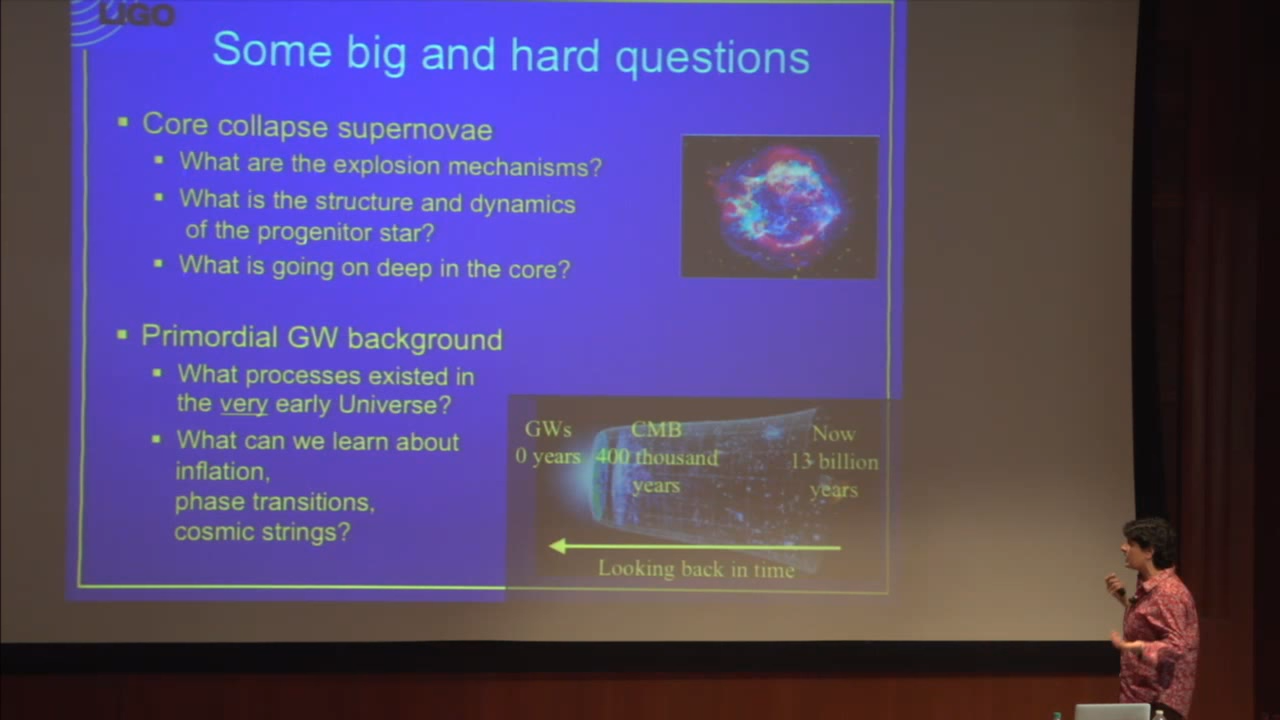 LIGO
Some big and hard questions
▪ Core collapse supernovae
▪ What are the explosion mechanisms?
▪ What is the structure and dynamics
of the progenitor star?
▪ What is going on deep in the core?
▪ Primordial GW background
▪ What processes existed in
the very early Universe?
▪ What can we learn about
inflation,
phase transitions,
cosmic strings?
GWs
0 years
CMB
400 thousand
years
Now
13 billion
years
Looking back in time